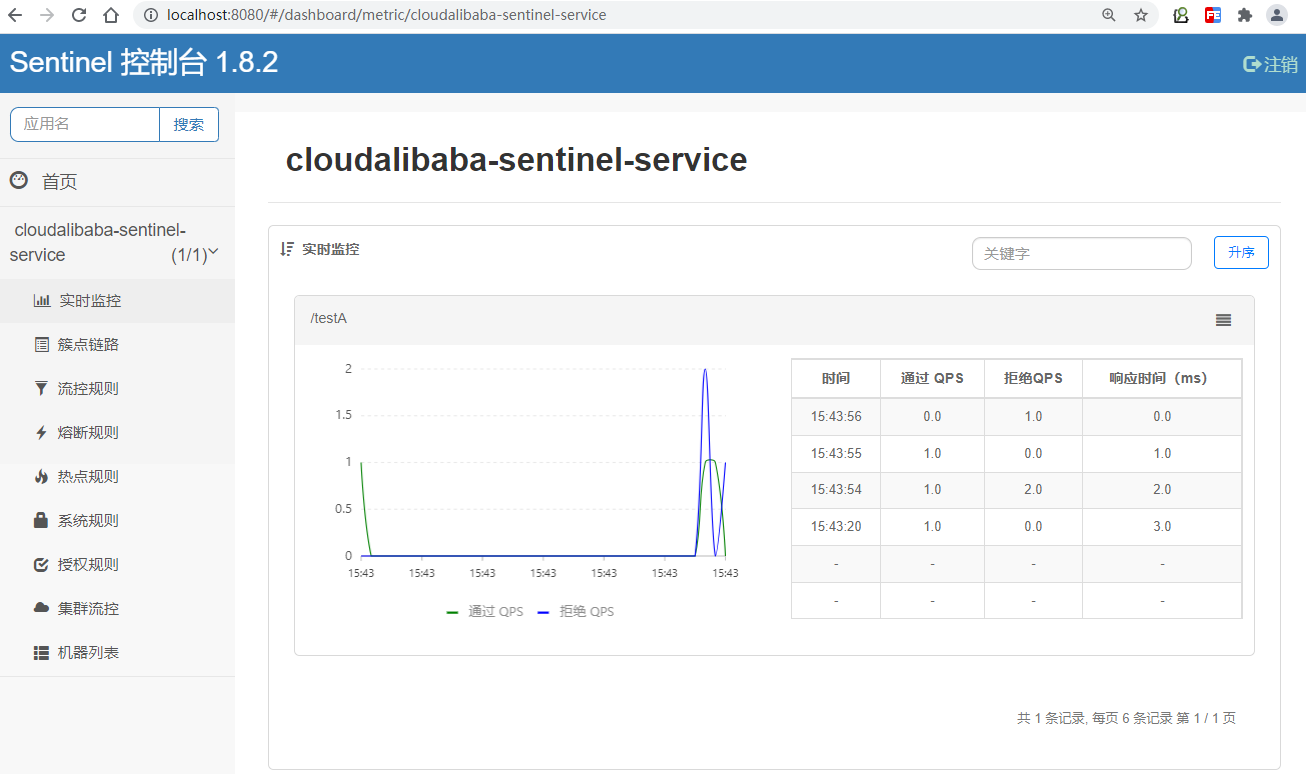 localhost:8080/#/dashboard/metric/cloudalibaba-sentinel-service
Sentinel 控制台 1.8.2
注销
应用名
搜索
首页
cloudalibaba-sentinel-
service
(1/1)
实时监控
簇点链路
流控规则
熔断规则
热点规则
系统规则
授权规则
集群流控
机器列表
cloudalibaba-sentinel-service
实时监控
关键字
升序
/testA
2
1.5
1
0.5
0
15:43 15:43 15:43 15:43 15:43 15:43 15:43
通过 QPS 拒绝 QPS
时间 通过 QPS 拒绝QPS 响应时间（ms）
15:43:56 0.0 1.0 0.0
15:43:55 1.0 0.0 1.0
15:43:54 1.0 2.0 2.0
15:43:20 1.0 0.0 3.0
- - - -
- - - -
共 1 条记录, 每页 6 条记录 第 1 / 1 页